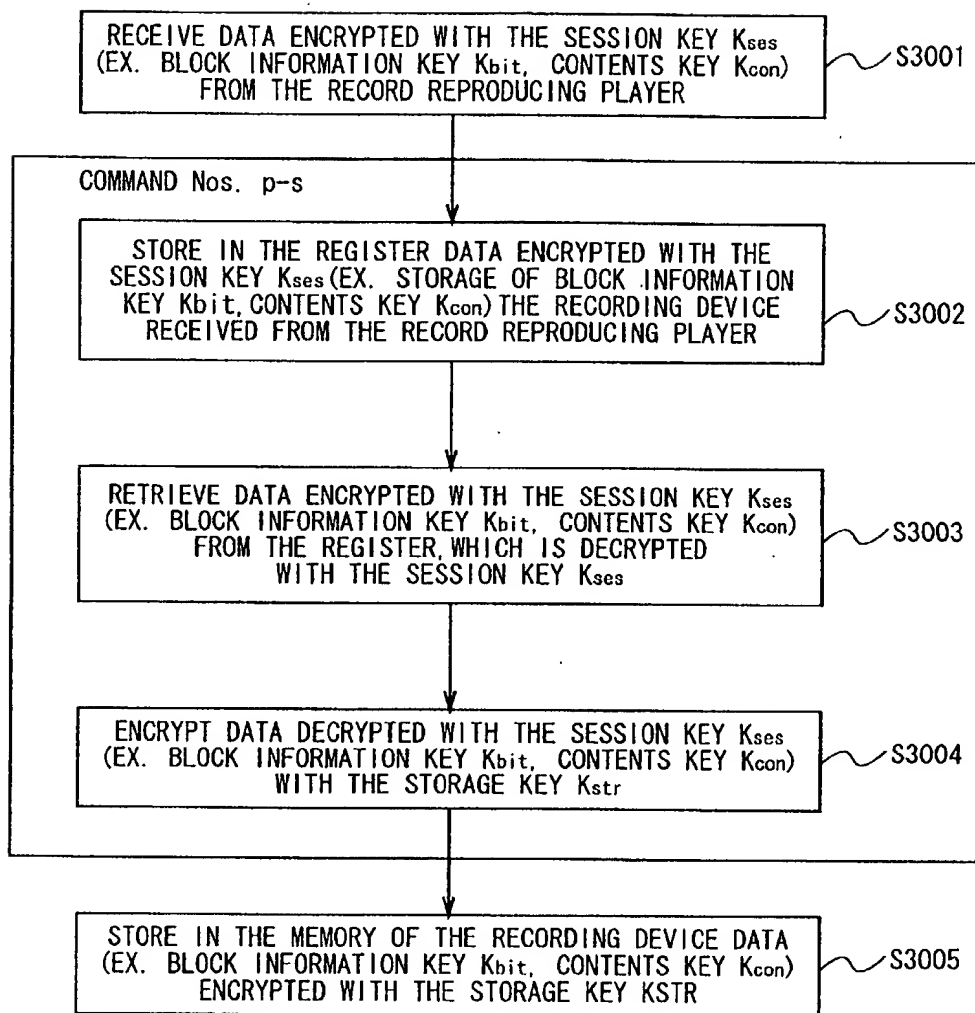 RECEIVE DATA ENCRYPTED WITH THE SESSION KEY Kses
(EX. BLOCK INFORMATION KEY Kbit, CONTENTS KEY Kcon)
FROM THE RECORD REPRODUCING PLAYER
S3001
COMMAND Nos. p-s
STORE IN THE REGISTER DATA ENCRYPTED WITH THE
SESSION KEY Kses(EX. STORAGE OF BLOCK INFORMATION
KEY Kbit, CONTENTS KEY Kcon) THE RECORDING DEVICE
RECEIVED FROM THE RECORD REPRODUCING PLAYER
S3002
RETRIEVE DATA ENCRYPTED WITH THE SESSION KEY Kses
(EX. BLOCK INFORMATION KEY Kbit, CONTENTS KEY Kcon)
FROM THE REGISTER, WHICH IS DECRYPTED
WITH THE SESSION KEY Kses
S3003
ENCRYPT DATA DECRYPTED WITH THE SESSION KEY Kses
(EX. BLOCK INFORMATION KEY Kbit, CONTENTS KEY Kcon)
WITH THE STORAGE KEY Kstr
S3004
STORE IN THE MEMORY OF THE RECORDING DEVICE DATA
(EX. BLOCK INFORMATION KEY Kbit, CONTENTS KEY Kcon)
ENCRYPTED WITH THE STORAGE KEY KSTR
S3005